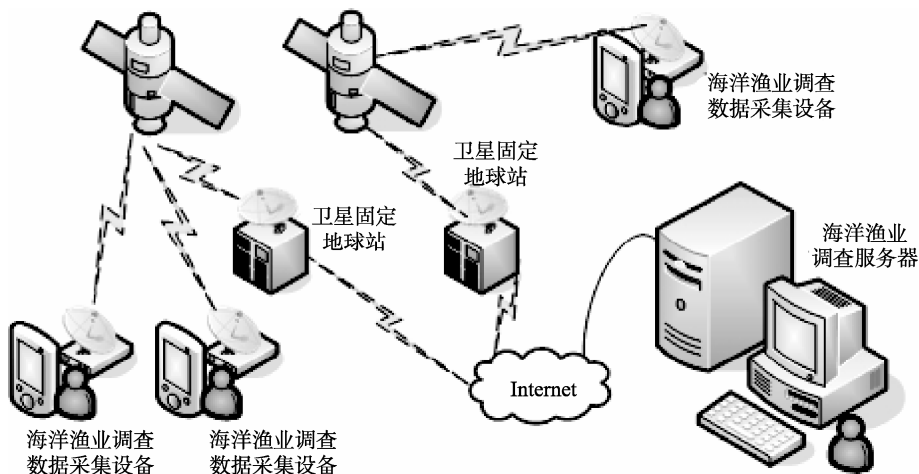 海洋渔业调查
数据采集设备
卫星固定
地球站
卫星固定
地球站
海洋渔业
调查服务器
Internet
海洋渔业调查
数据采集设备
海洋渔业调查
数据采集设备